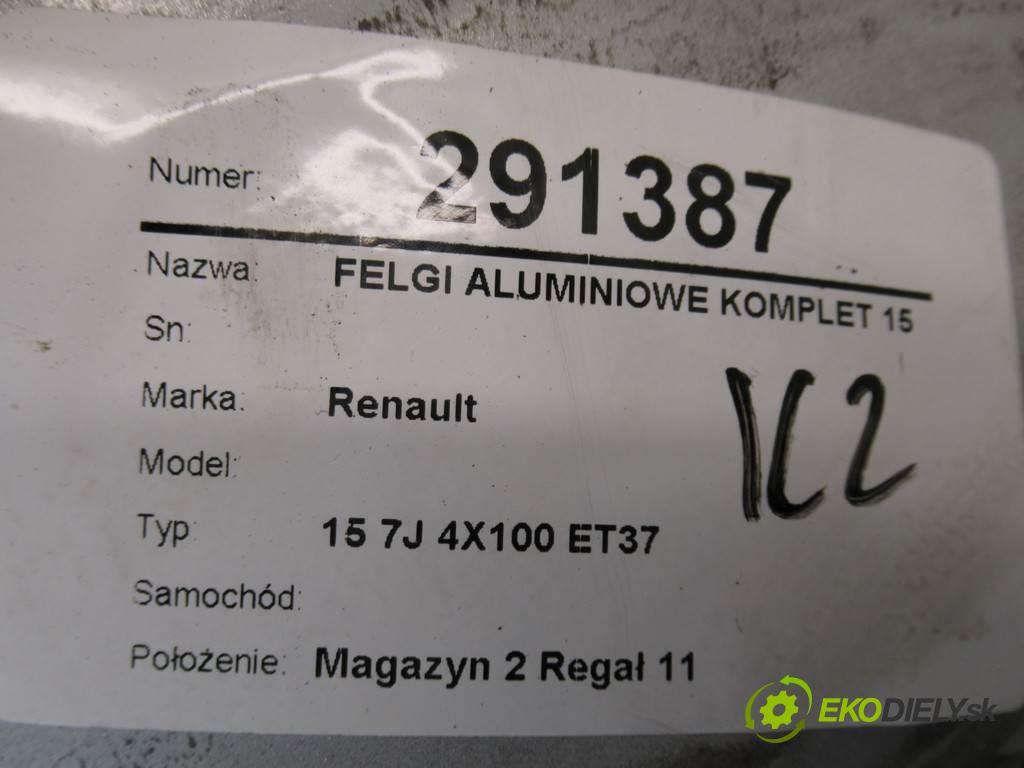 Numer: 291387
Nazwa: FELGI ALUMINIOWE KOMPLET 15
Sn:
Marka: Renault
Model:
Typ: 15 7J 4X100 ET37
Samochód:
Położenie: Magazyn 2 Regał 11
1C2
EKODIELY.sk